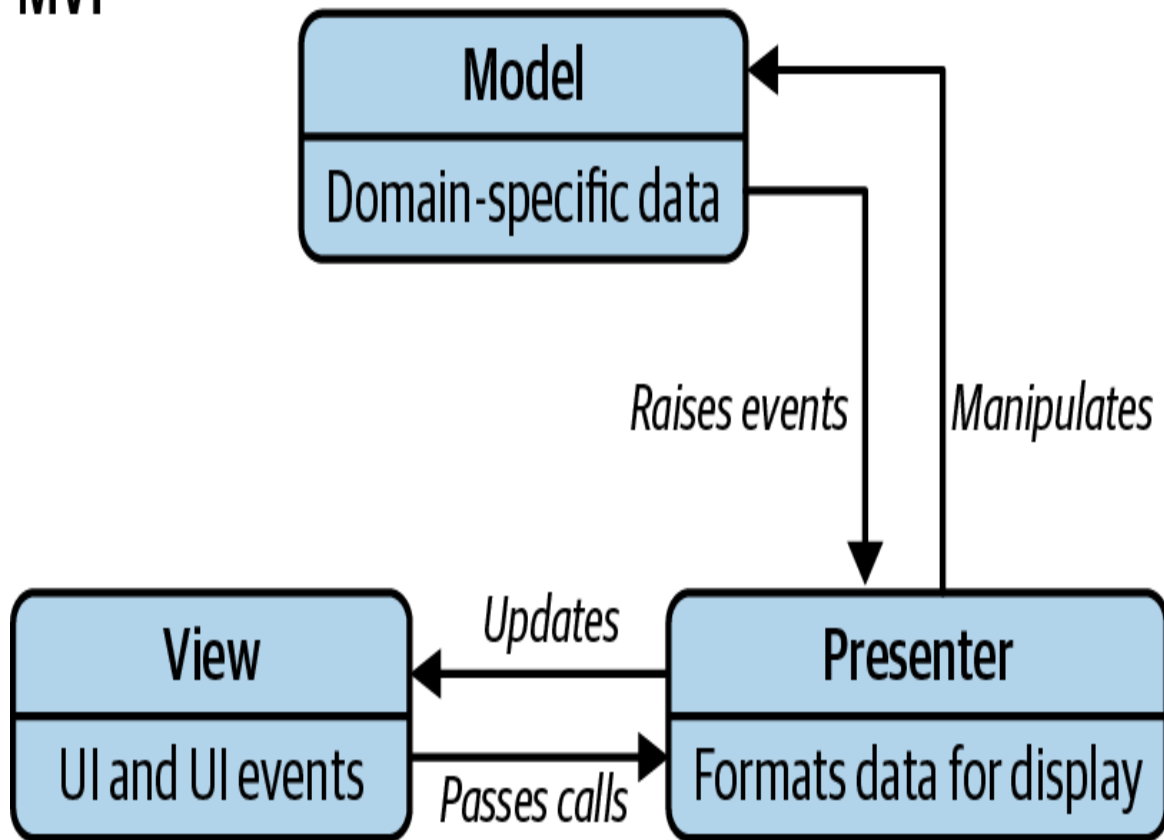 MVP
Model
Domain-specific data
Raises events
Manipulates
Updates
View
Presenter
UI and UI events
Passes calls
Formats data for display